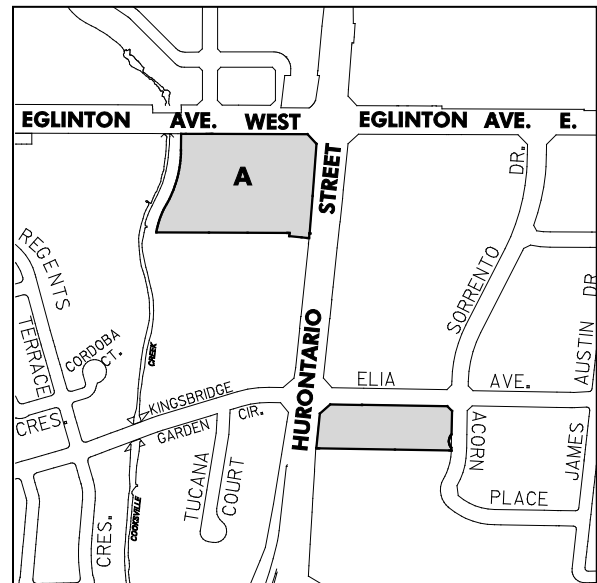 EGLINTON AVE. WEST
EGLINTON AVE. E.
A
STREET
HURONTARIO
DR.
SORRENTO
AUSTIN DR
REGENTS
TERRACE
CORDOBA
CT.
CREEK
KINGSBRIDGE
GARDEN CIR.
ELIA AVE.
CRES.
TUCANA
COURT
ACORN
PLACE
JAMES
COOKSVILLE
CRES.